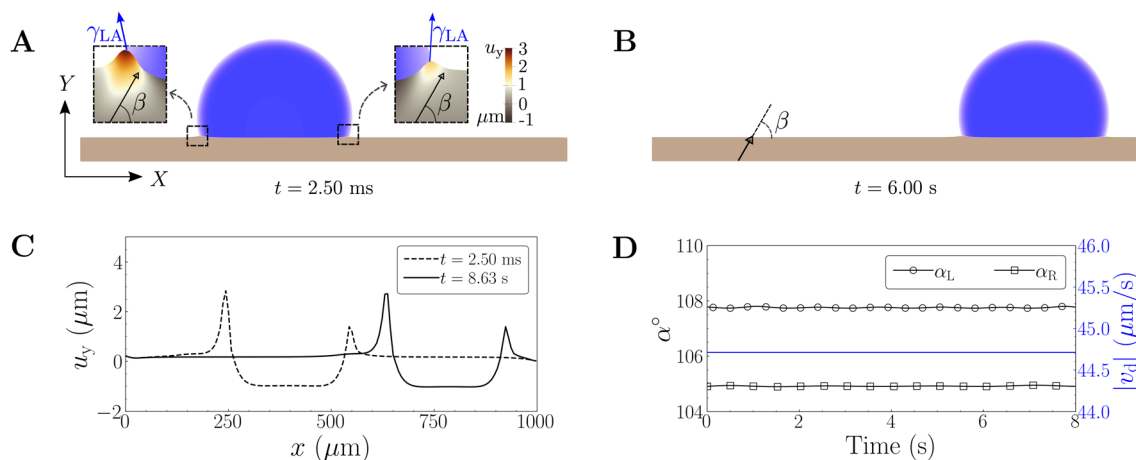 A
γLA
γLA
uy
3
2
1
0
-1
μm
β
β
Y
X
t = 2.50 ms
B
β
t = 6.00 s
C
uy (μm)
4
2
0
−2
0
250
500
750
1000
x (μm)
t = 2.50 ms
t = 8.63 s
D
α°
110
108
106
104
αL
αR
46.0
45.5
45.0
44.5
44.0
|vd| (μm/s)
0
2
4
6
8
Time (s)